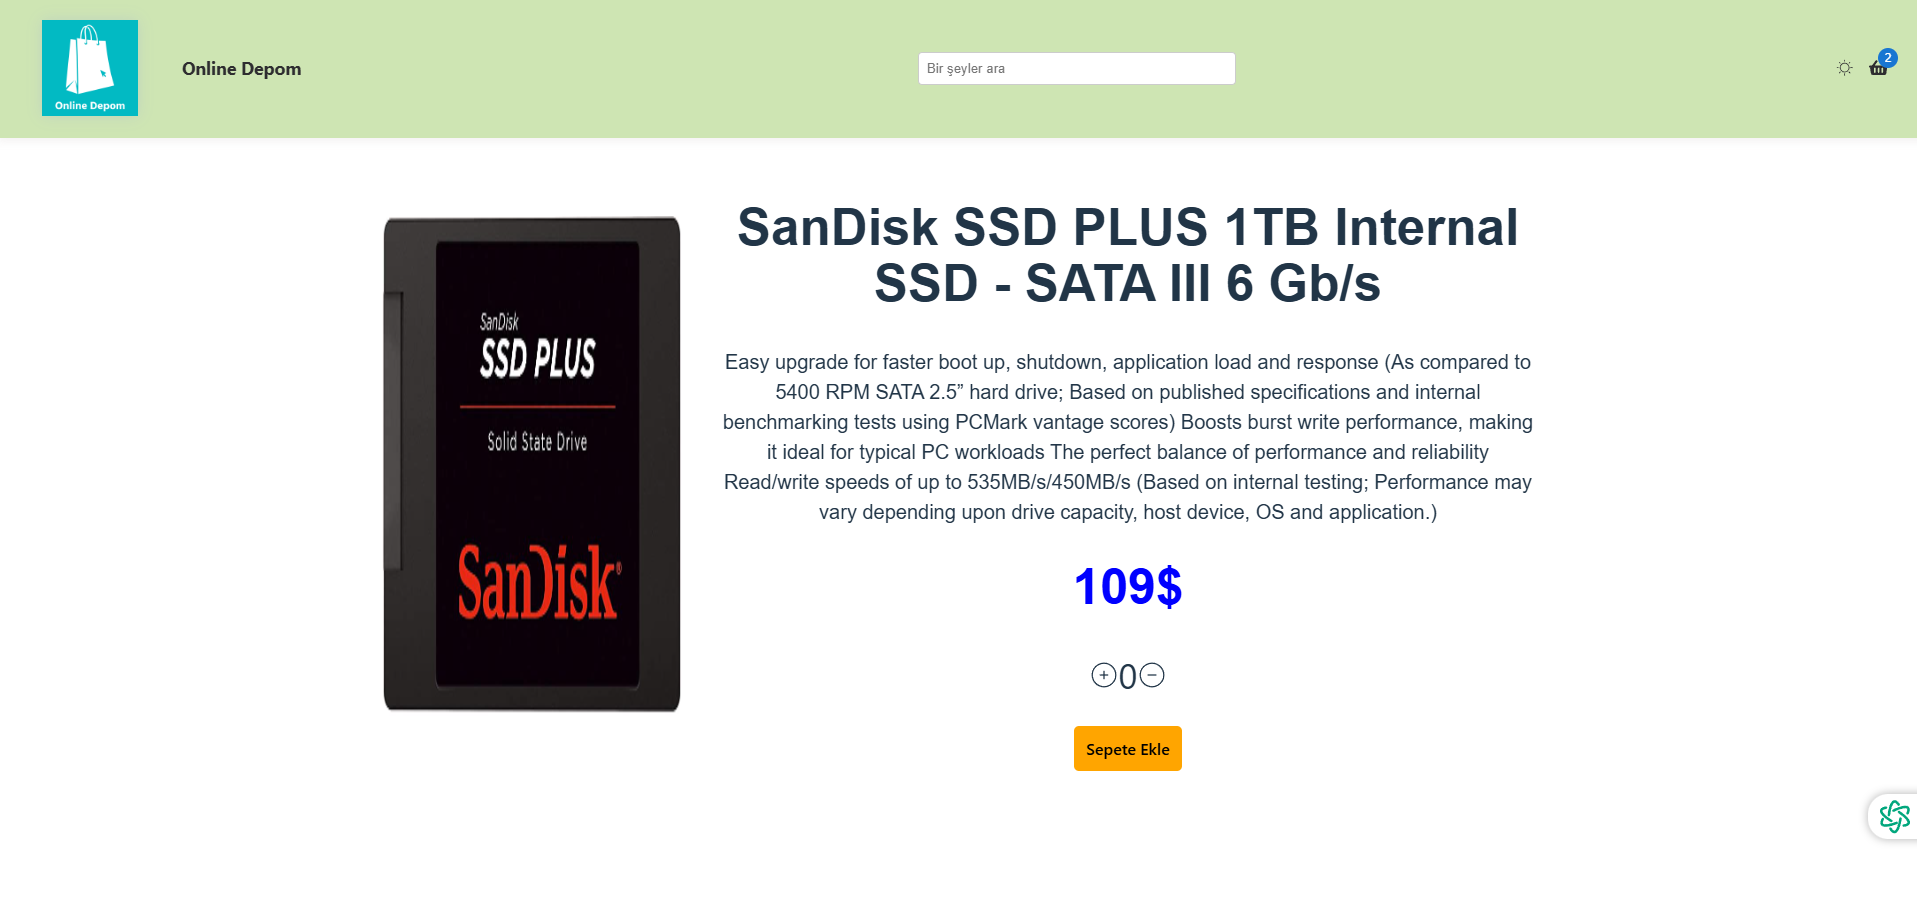 Online Depom
Online Depom
Bir şeyler ara
2
SanDisk SSD PLUS 1TB Internal
SSD - SATA III 6 Gb/s
SanDisk
SSD PLUS
Solid State Drive
SanDisk®
Easy upgrade for faster boot up, shutdown, application load and response (As compared to
5400 RPM SATA 2.5” hard drive; Based on published specifications and internal
benchmarking tests using PCMark vantage scores) Boosts burst write performance, making
it ideal for typical PC workloads The perfect balance of performance and reliability
Read/write speeds of up to 535MB/s/450MB/s (Based on internal testing; Performance may
vary depending upon drive capacity, host device, OS and application.)
109$
0
Sepete Ekle